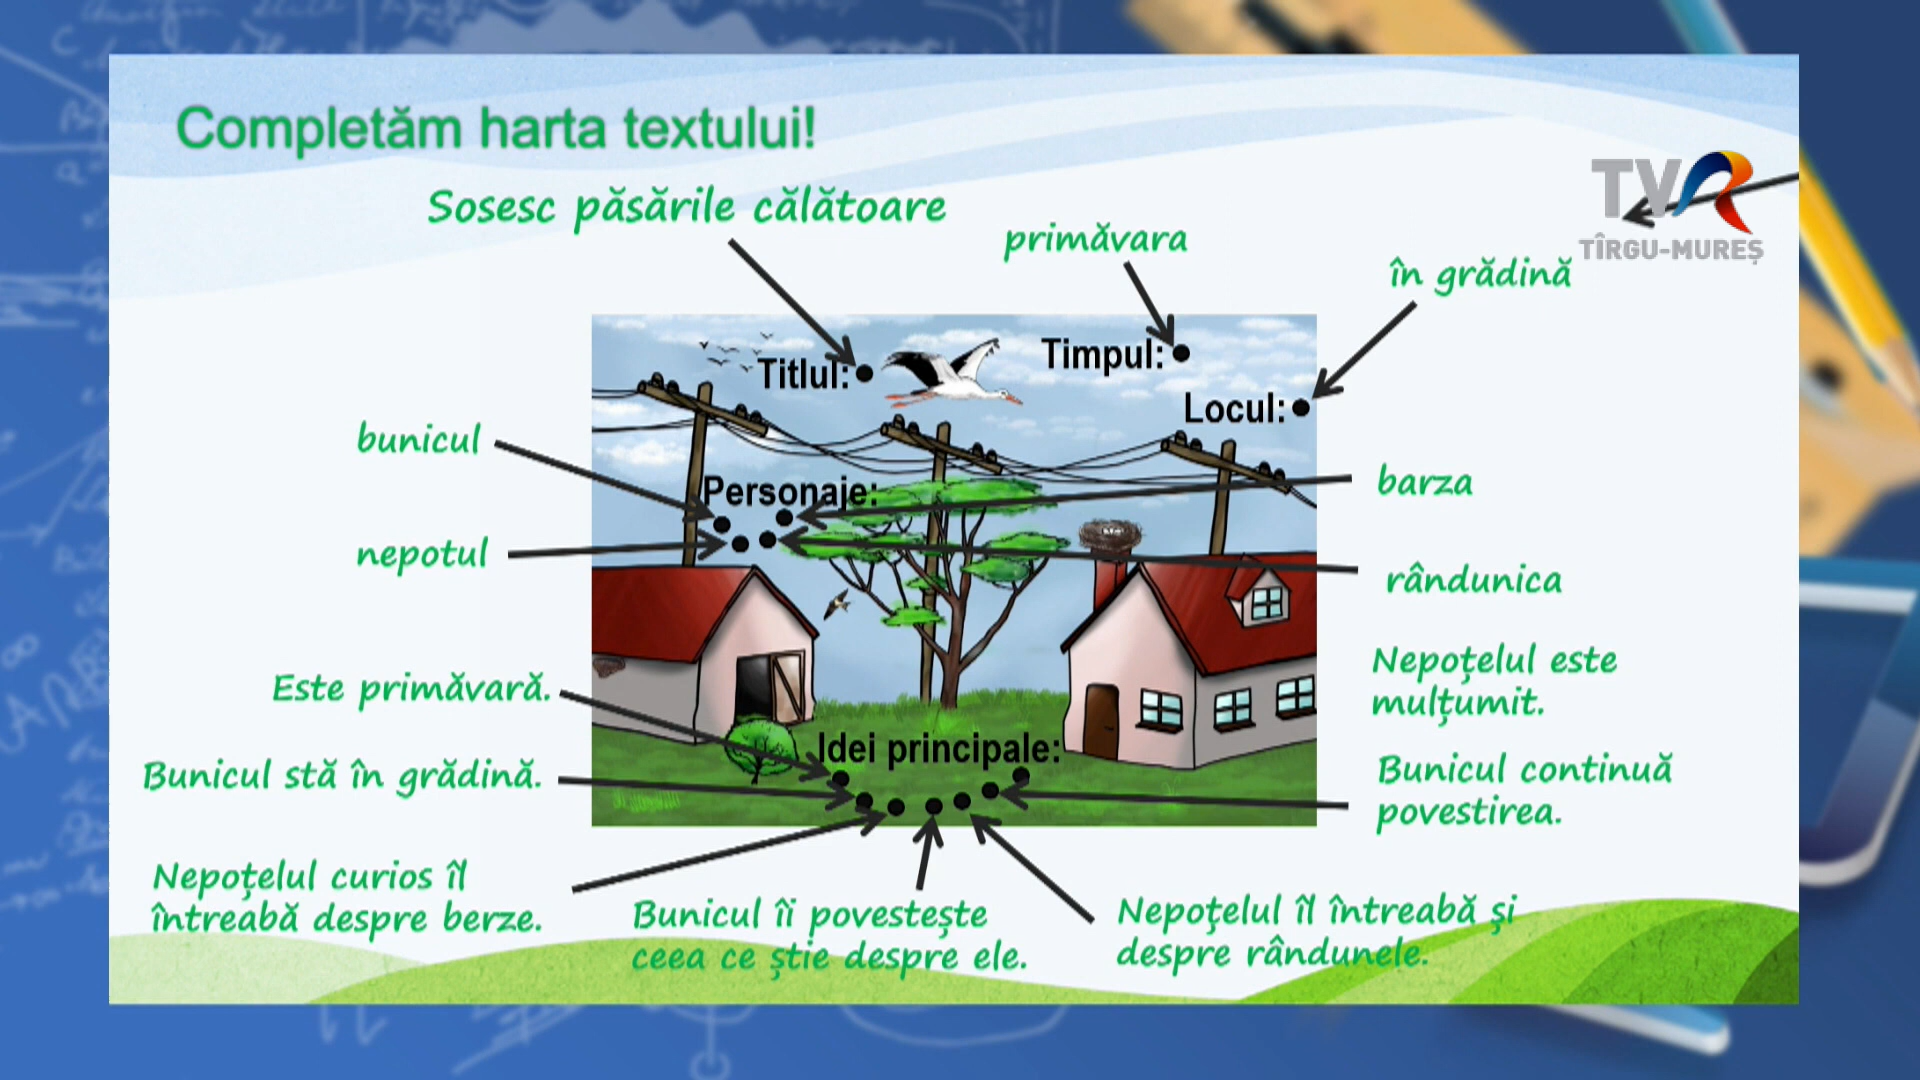 Completăm harta textului!
TVR
TÎRGU-MUREȘ
Sosesc păsările călătoare
primăvara
în grădină
Titlul:
Timpul:
Locul:
bunicul
Personaje:
barza
nepotul
rândunica
Este primăvară.
Nepoțelul este
mulțumit.
Idei principale:
Bunicul stă în grădină.
Bunicul continuă
povestirea.
Nepoțelul curios îl
întreabă despre berze.
Bunicul îi povestește
ceea ce știe despre ele.
Nepoţelul îl întreabă şi
despre rândunele.